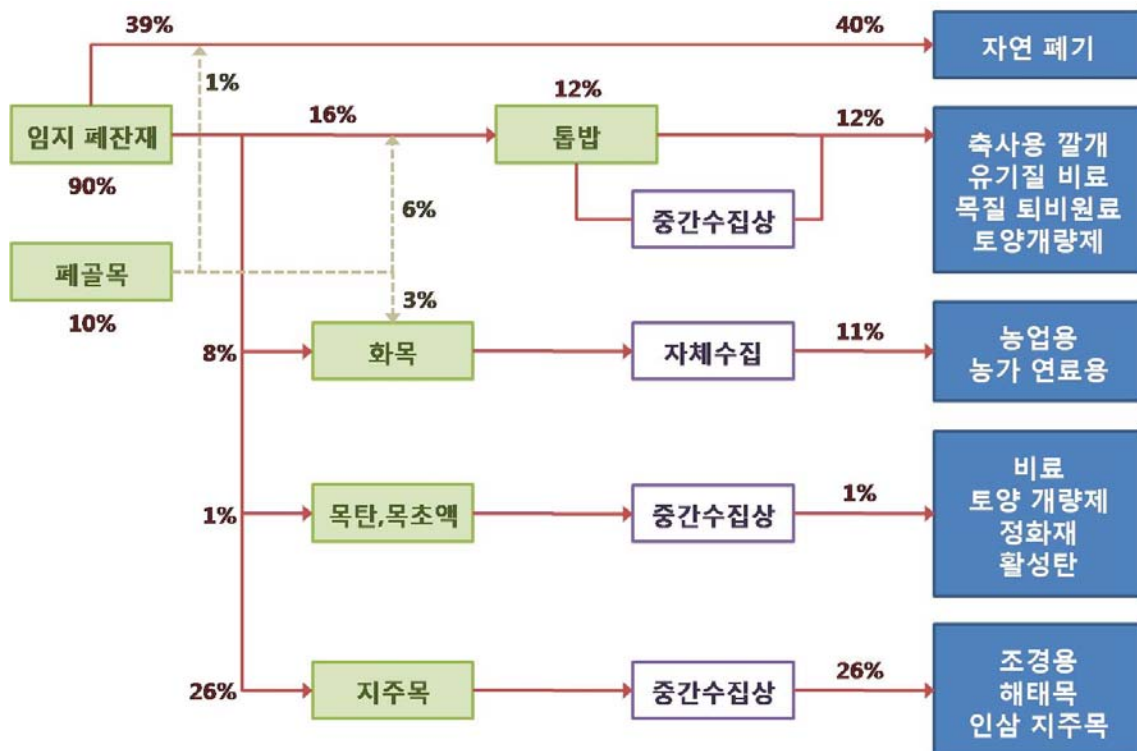 39%
40%
자연 폐기
1%
12%
임지 폐잔재
16%
톱밥
12%
축사용 깔개
유기질 비료
목질 퇴비원료
토양개량제
90%
6%
중간수집상
폐골목
10%
3%
8%
화목
자체수집
11%
농업용
농가 연료용
1%
목탄,목초액
중간수집상
1%
비료
토양 개량제
정화재
활성탄
26%
지주목
중간수집상
26%
조경용
해태목
인삼 지주목